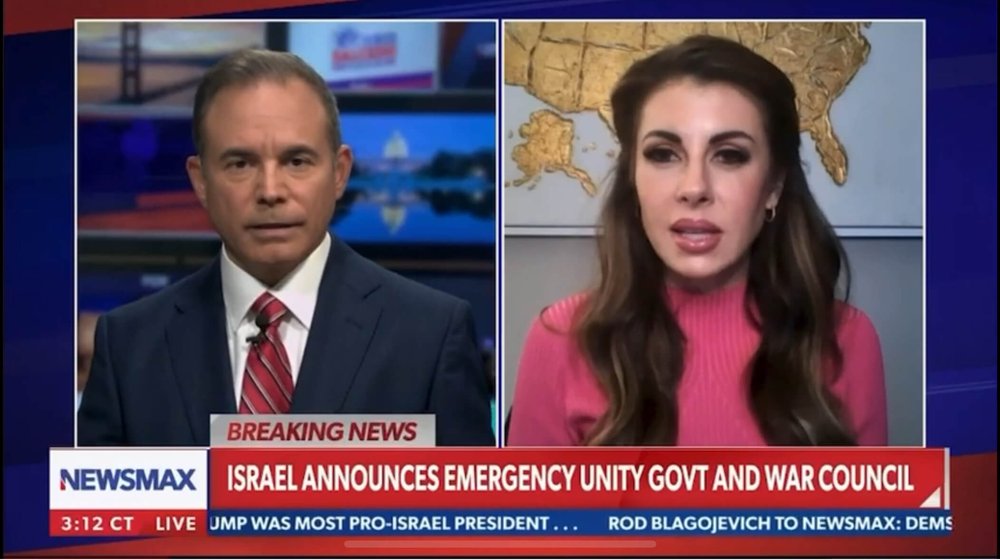 BREAKING NEWS
NEWSMAX
ISRAEL ANNOUNCES EMERGENCY UNITY GOVT AND WAR COUNCIL
3:12 CT LIVE
UMP WAS MOST PRO-ISRAEL PRESIDENT . . . ROD BLAGOJEVICH TO NEWSMAX: DEMS